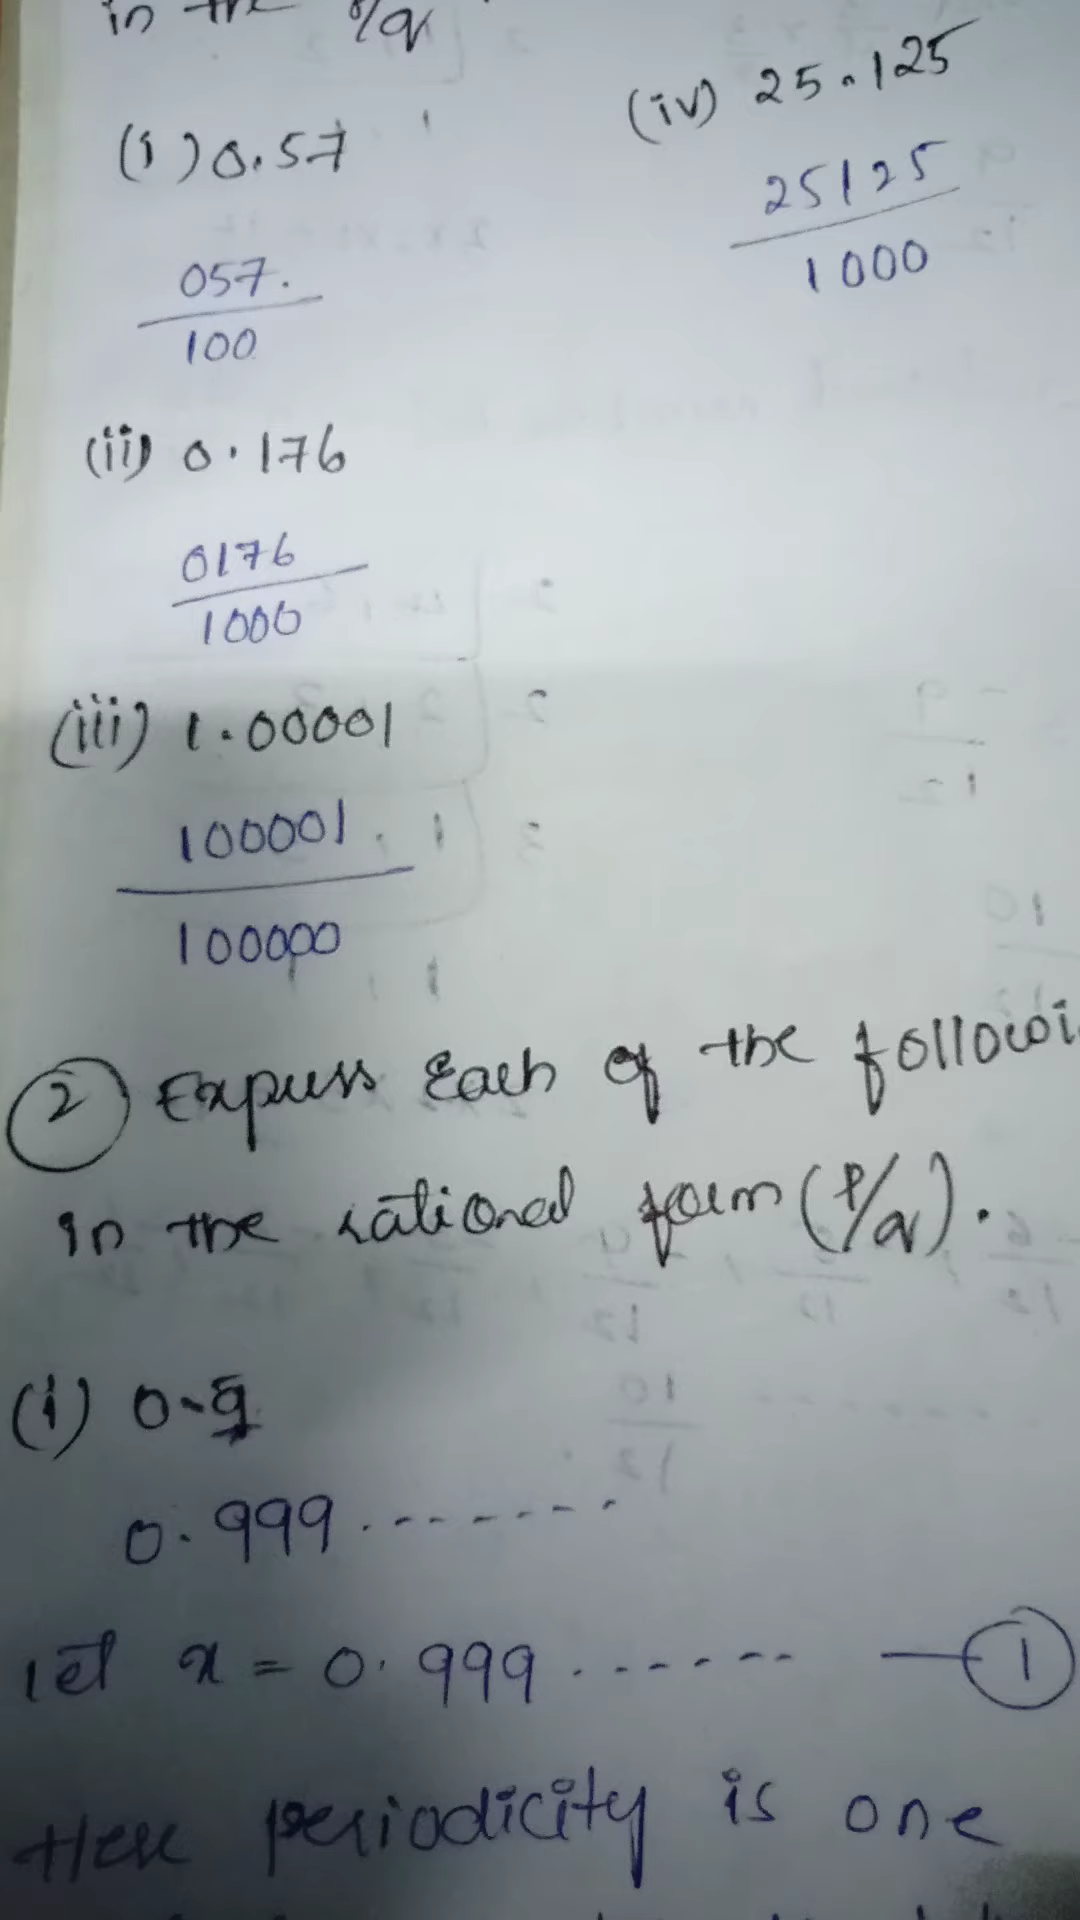 in the P/q
(i) 0.57
057.
100
(ii) 0.176
0176
1000
(iii) 1.00001
100001.
100000
(iv) 25.125
25125
1000
② Express Each of the followi
in the rational form (P/q).
(i) 0.9̅
0.999.......
let x = 0.999...... — ①
Here periodicity is one